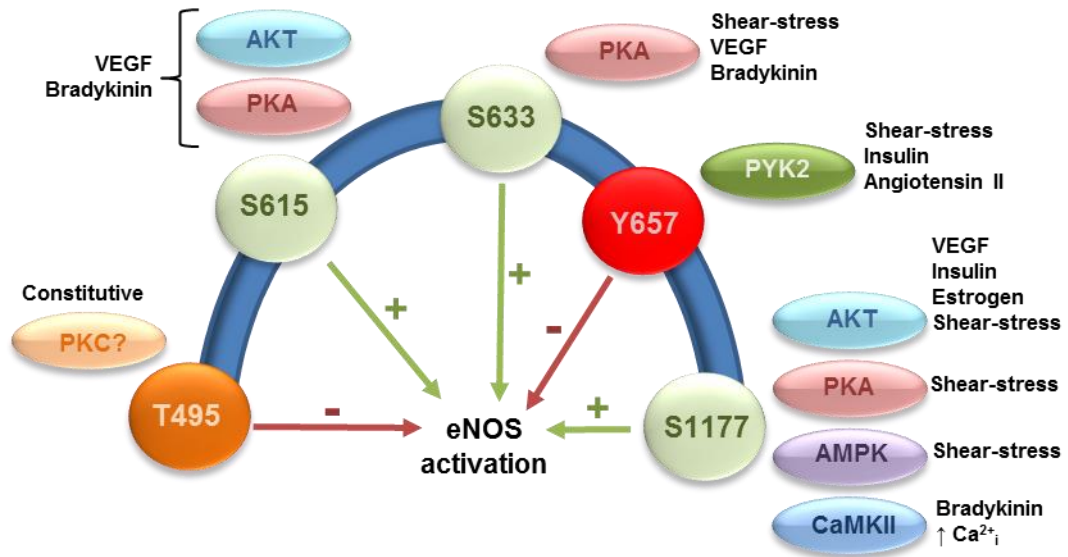 VEGF
Bradykinin
AKT
PKA
S615
S633
PKA
Shear-stress
VEGF
Bradykinin
Y657
PYK2
Shear-stress
Insulin
Angiotensin II
Constitutive
PKC?
T495
-
+
+
-
+
eNOS
activation
S1177
AKT
VEGF
Insulin
Estrogen
Shear-stress
PKA
Shear-stress
AMPK
Shear-stress
CaMKII
Bradykinin
↑ Ca²⁺ᵢ